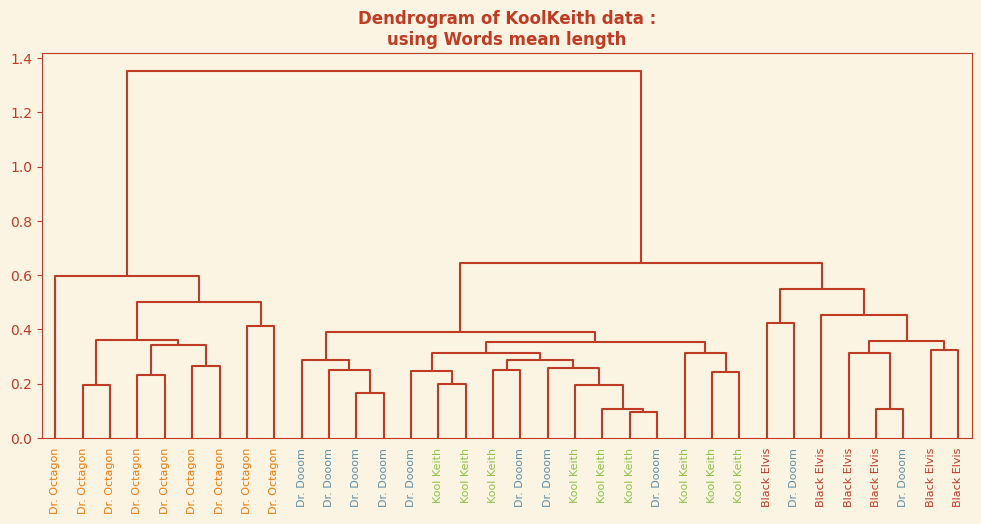 Dendrogram of KoolKeith data :
using Words mean length
1.4
1.2
1.0
0.8
0.6
0.4
0.2
0.0
Dr. Octagon
Dr. Octagon
Dr. Octagon
Dr. Octagon
Dr. Octagon
Dr. Octagon
Dr. Octagon
Dr. Octagon
Dr. Octagon
Dr. Dooom
Dr. Dooom
Dr. Dooom
Dr. Dooom
Dr. Dooom
Kool Keith
Kool Keith
Kool Keith
Dr. Dooom
Dr. Dooom
Kool Keith
Kool Keith
Kool Keith
Dr. Dooom
Kool Keith
Kool Keith
Kool Keith
Black Elvis
Dr. Dooom
Black Elvis
Black Elvis
Black Elvis
Dr. Dooom
Black Elvis
Black Elvis